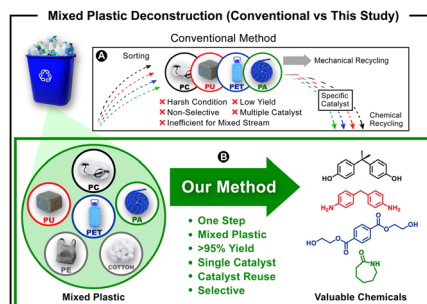 Mixed Plastic Deconstruction (Conventional vs This Study)
Conventional Method
A
Sorting
PC
PU
PET
PA
Mechanical Recycling
Specific
Catalyst
Chemical
Recycling
✕ Harsh Condition ✕ Low Yield
✕ Non-Selective ✕ Multiple Catalyst
✕ Inefficient for Mixed Stream
B
Our Method
• One Step
• Mixed Plastic
• >95% Yield
• Single Catalyst
• Catalyst Reuse
• Selective
PC
PU
PA
PET
PE
COTTON
Mixed Plastic
HO
OH
H₂N
NH₂
HO
O
O
O
O
OH
O
NH
Valuable Chemicals